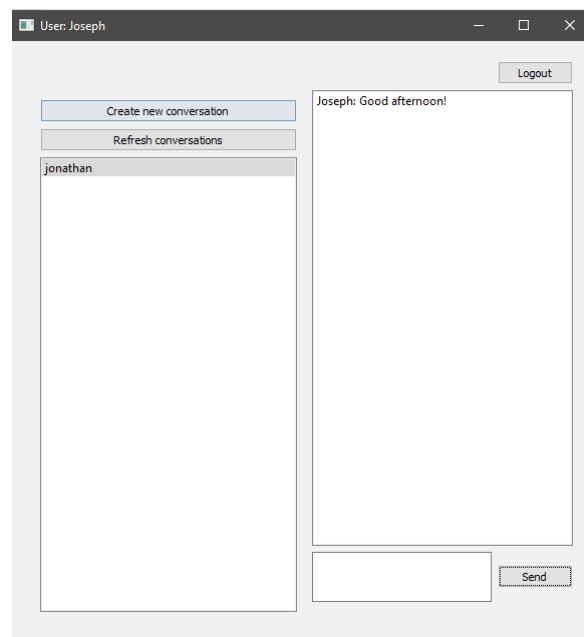 User: Joseph
Logout
Create new conversation
Refresh conversations
jonathan
Joseph: Good afternoon!
Send